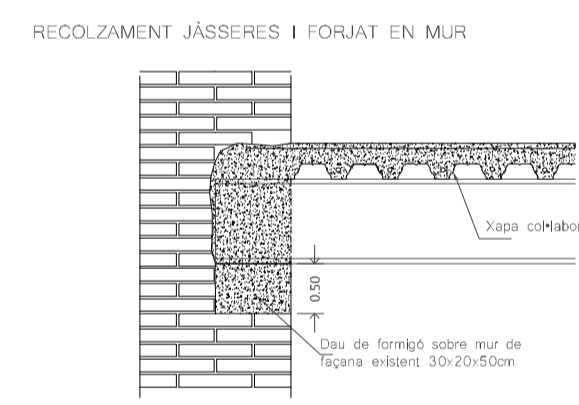 RECOLZAMENT JÀSSERES I FORJAT EN MUR
Xapa col•labor
0.50
Dau de formigó sobre mur de
façana existent 30x20x50cm